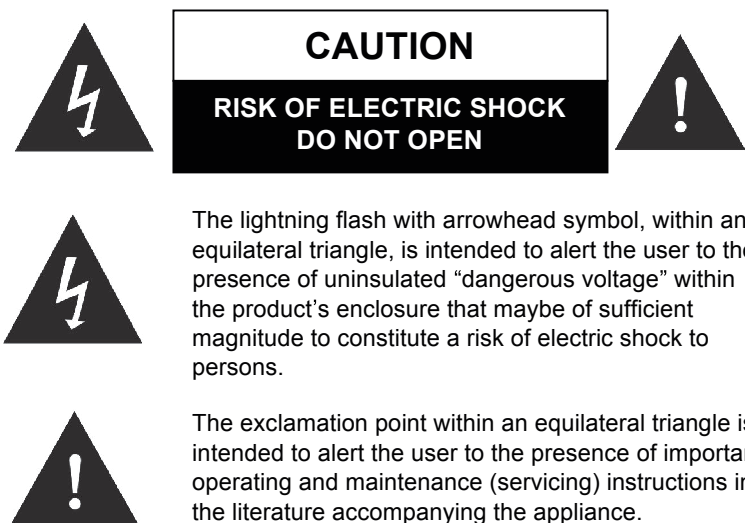 CAUTION
RISK OF ELECTRIC SHOCK
DO NOT OPEN
The lightning flash with arrowhead symbol, within an
equilateral triangle, is intended to alert the user to the
presence of uninsulated “dangerous voltage” within
the product’s enclosure that maybe of sufficient
magnitude to constitute a risk of electric shock to
persons.
The exclamation point within an equilateral triangle is
intended to alert the user to the presence of importa
operating and maintenance (servicing) instructions in
the literature accompanying the appliance.